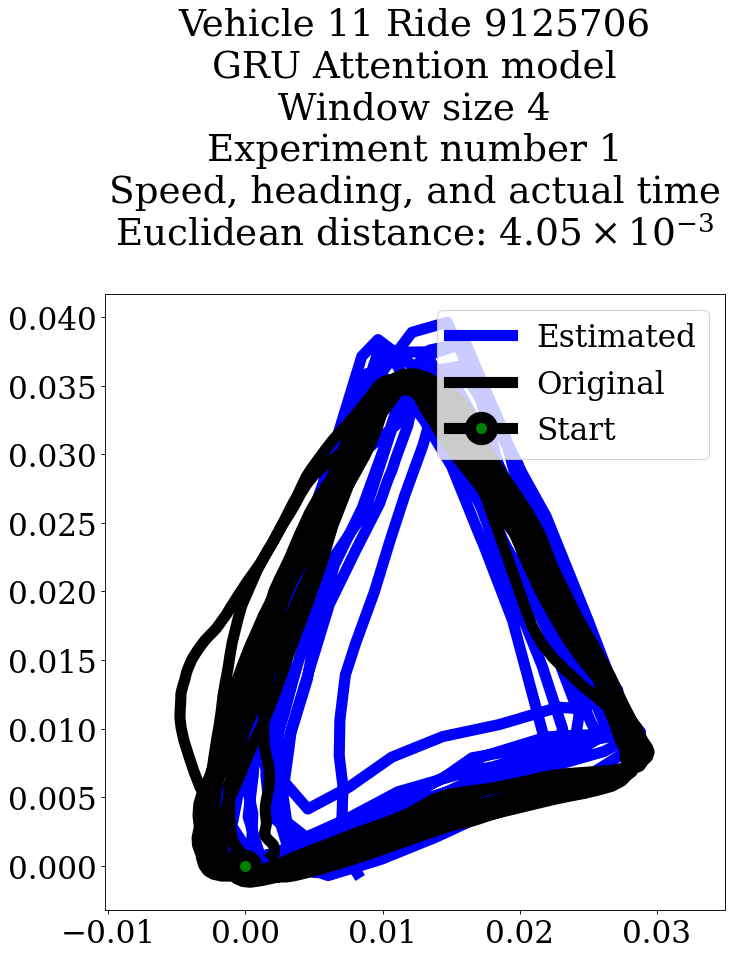 Vehicle 11 Ride 9125706
GRU Attention model
Window size 4
Experiment number 1
Speed, heading, and actual time
Euclidean distance: 4.05 × 10⁻³
Estimated
Original
Start
0.040
0.035
0.030
0.025
0.020
0.015
0.010
0.005
0.000
−0.01
0.00
0.01
0.02
0.03